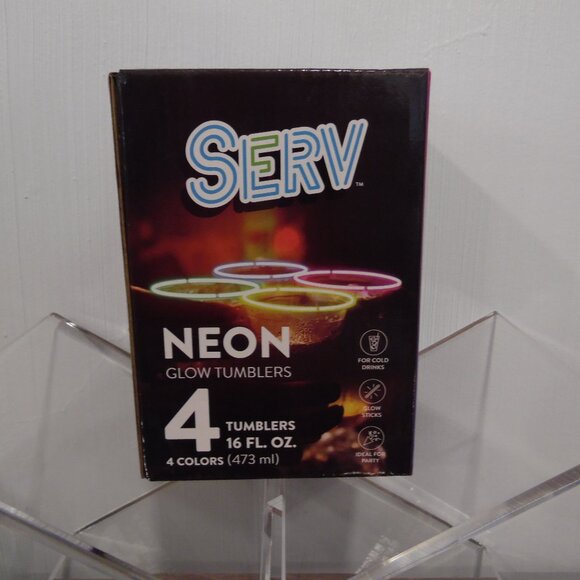 SERV™
NEON
GLOW TUMBLERS
4 TUMBLERS
16 FL. OZ.
4 COLORS (473 ml)
FOR COLD
DRINKS
GLOW
STICKS
IDEAL FOR
PARTY